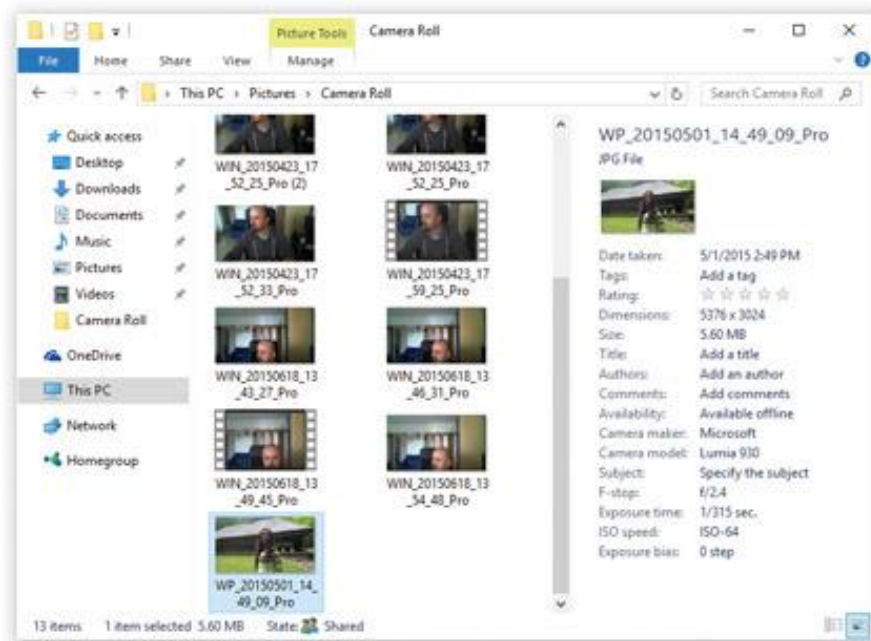 Picture Tools Camera Roll
File Home Share View Manage
This PC Pictures Camera Roll
Search Camera Roll
Quick access
Desktop
Downloads
Documents
Music
Pictures
Videos
Camera Roll
OneDrive
This PC
Network
Homegroup
WIN_20150423_17
_52_25_Pro (2)
WIN_20150423_17
_52_25_Pro
WIN_20150423_17
_52_33_Pro
WIN_20150423_17
_59_25_Pro
WIN_20150618_13
_43_27_Pro
WIN_20150618_13
_46_31_Pro
WIN_20150618_13
_49_45_Pro
WIN_20150618_13
_54_48_Pro
WP_20150501_14_
49_09_Pro
WP_20150501_14_49_09_Pro
JPG File
Date taken: 5/1/2015 2:49 PM
Tags: Add a tag
Rating:
Dimensions: 5376 x 3024
Size: 5.60 MB
Title: Add a title
Authors: Add an author
Comments: Add comments
Availability: Available offline
Camera maker: Microsoft
Camera model: Lumia 930
Subject: Specify the subject
F-stop: f/2.4
Exposure time: 1/315 sec.
ISO speed: ISO-64
Exposure bias: 0 step
13 items 1 item selected 5.60 MB State: Shared